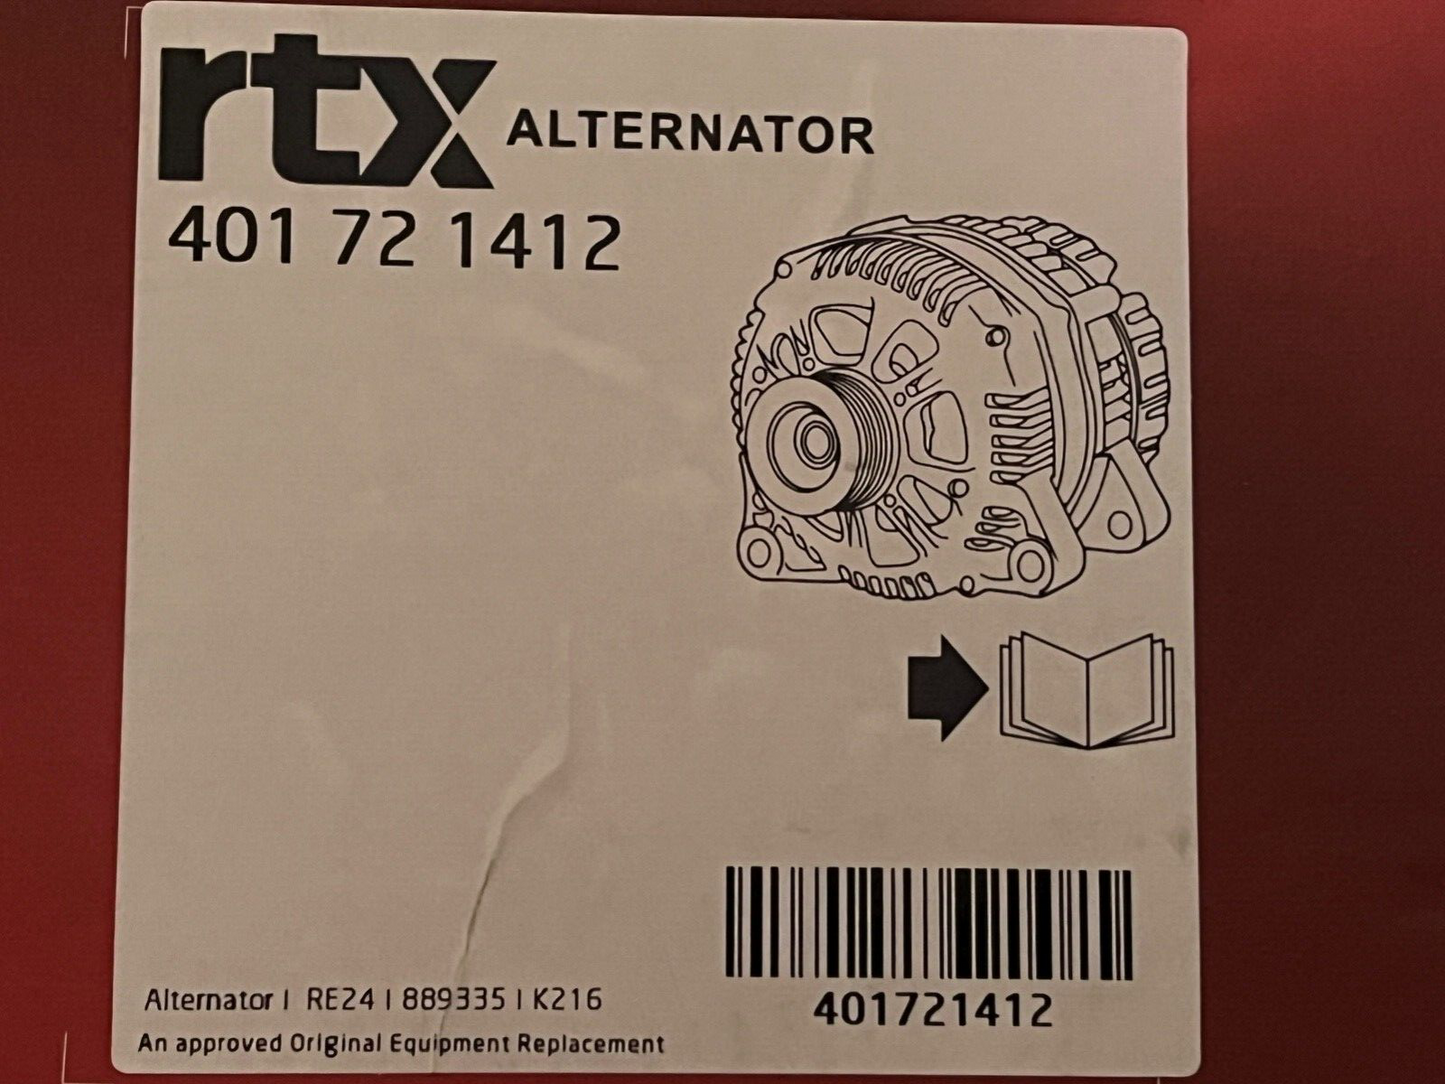 rtx ALTERNATOR
401 72 1412
401721412
Alternator | RE24 | 889335 | K216
An approved Original Equipment Replacement